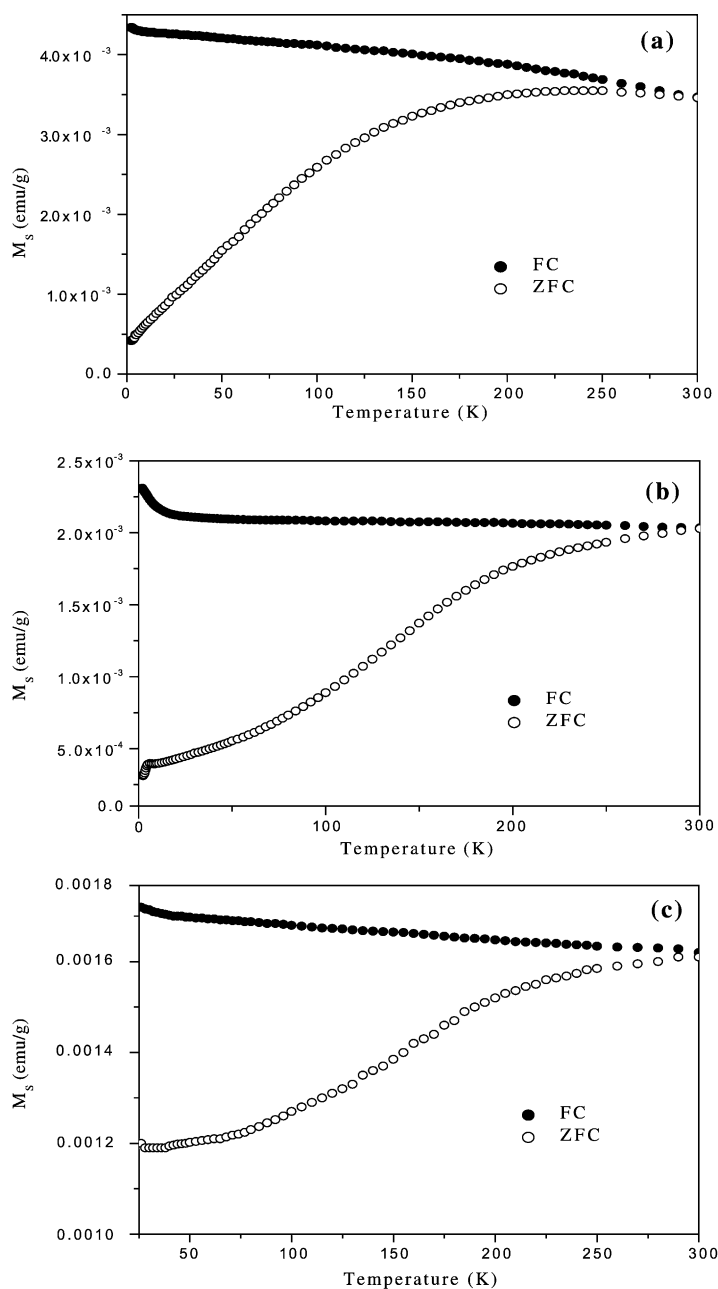 (a)
4.0x10 -3
3.0x10 -3
2.0x10 -3
1.0x10 -3
0.0
Ms (emu/g)
FC
ZFC
0 50 100 150 200 250 300
Temperature (K)
(b)
2.5x10-3
2.0x10-3
1.5x10-3
1.0x10-3
5.0x10-4
0.0
Ms (emu/g)
FC
ZFC
0 100 200 300
Temperature (K)
(c)
0.0018
0.0016
0.0014
0.0012
0.0010
Ms (emu/g)
FC
ZFC
50 100 150 200 250 300
Temperature (K)